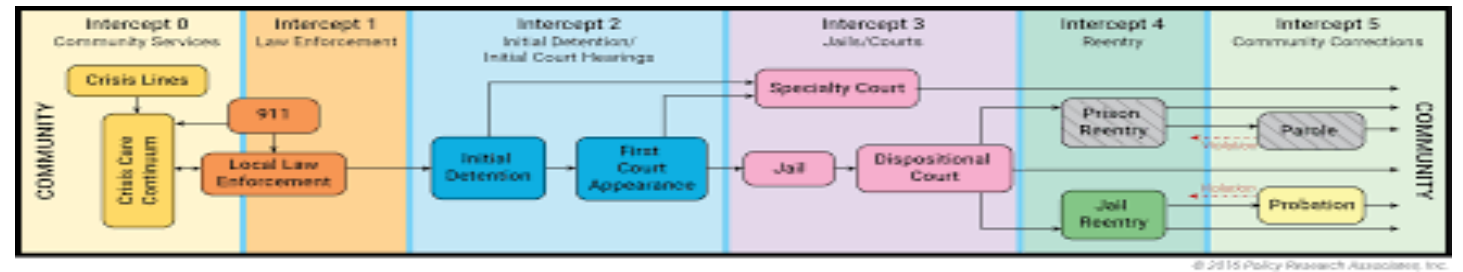 Intercept 0
Community Services
Intercept 1
Law Enforcement
Intercept 2
Initial Detention/
Initial Court Hearings
Intercept 3
Jails/Courts
Intercept 4
Reentry
Intercept 5
Community Corrections
COMMUNITY
Crisis Lines
Crisis Care
Continuum
911
Local Law
Enforcement
Initial
Detention
First
Court
Appearance
Specialty Court
Jail
Dispositional
Court
Prison
Reentry
Violation
Parole
Jail
Reentry
Violation
Probation
COMMUNITY
© 2016 Policy Research Associates, Inc.